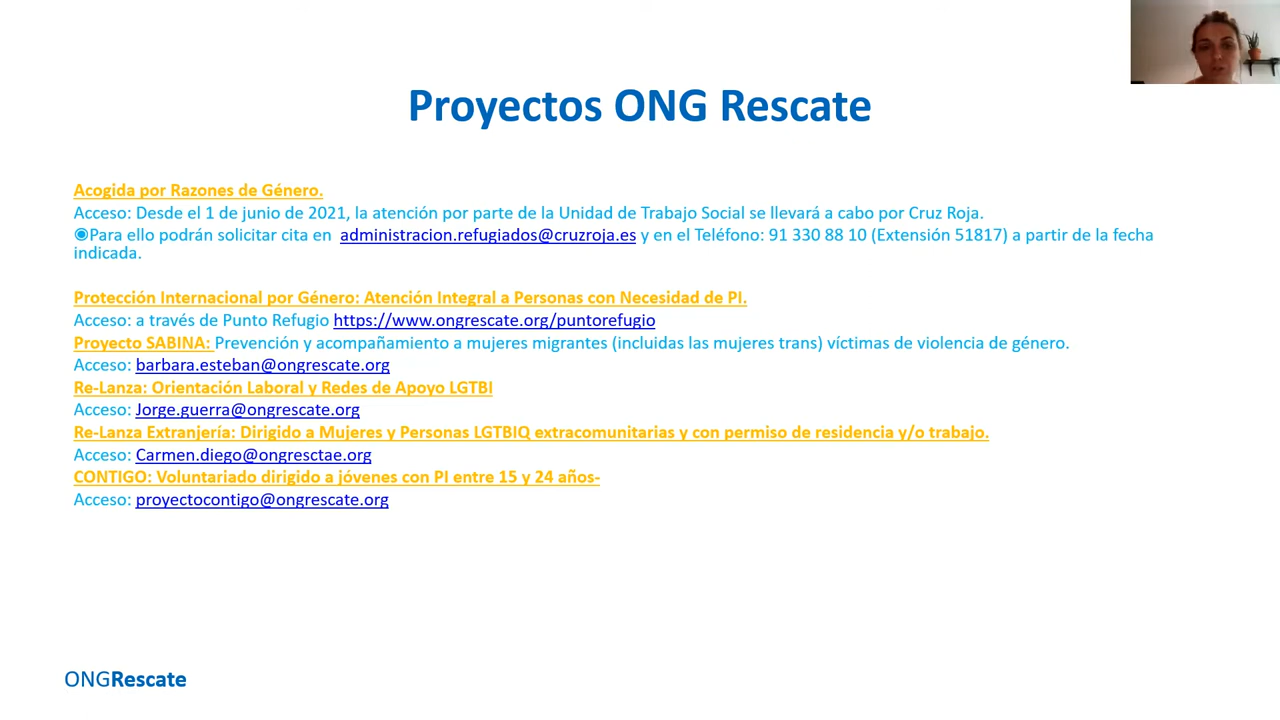 Proyectos ONG Rescate
Acogida por Razones de Género.
Acceso: Desde el 1 de junio de 2021, la atención por parte de la Unidad de Trabajo Social se llevará a cabo por Cruz Roja.
◉Para ello podrán solicitar cita en administracion.refugiados@cruzroja.es y en el Teléfono: 91 330 88 10 (Extensión 51817) a partir de la fecha
indicada.
Protección Internacional por Género: Atención Integral a Personas con Necesidad de PI.
Acceso: a través de Punto Refugio https://www.ongrescate.org/puntorefugio
Proyecto SABINA: Prevención y acompañamiento a mujeres migrantes (incluidas las mujeres trans) víctimas de violencia de género.
Acceso: barbara.esteban@ongrescate.org
Re-Lanza: Orientación Laboral y Redes de Apoyo LGTBI
Acceso: Jorge.guerra@ongrescate.org
Re-Lanza Extranjería: Dirigido a Mujeres y Personas LGTBIQ extracomunitarias y con permiso de residencia y/o trabajo.
Acceso: Carmen.diego@ongresctae.org
CONTIGO: Voluntariado dirigido a jóvenes con PI entre 15 y 24 años-
Acceso: proyectocontigo@ongrescate.org
ONGRescate